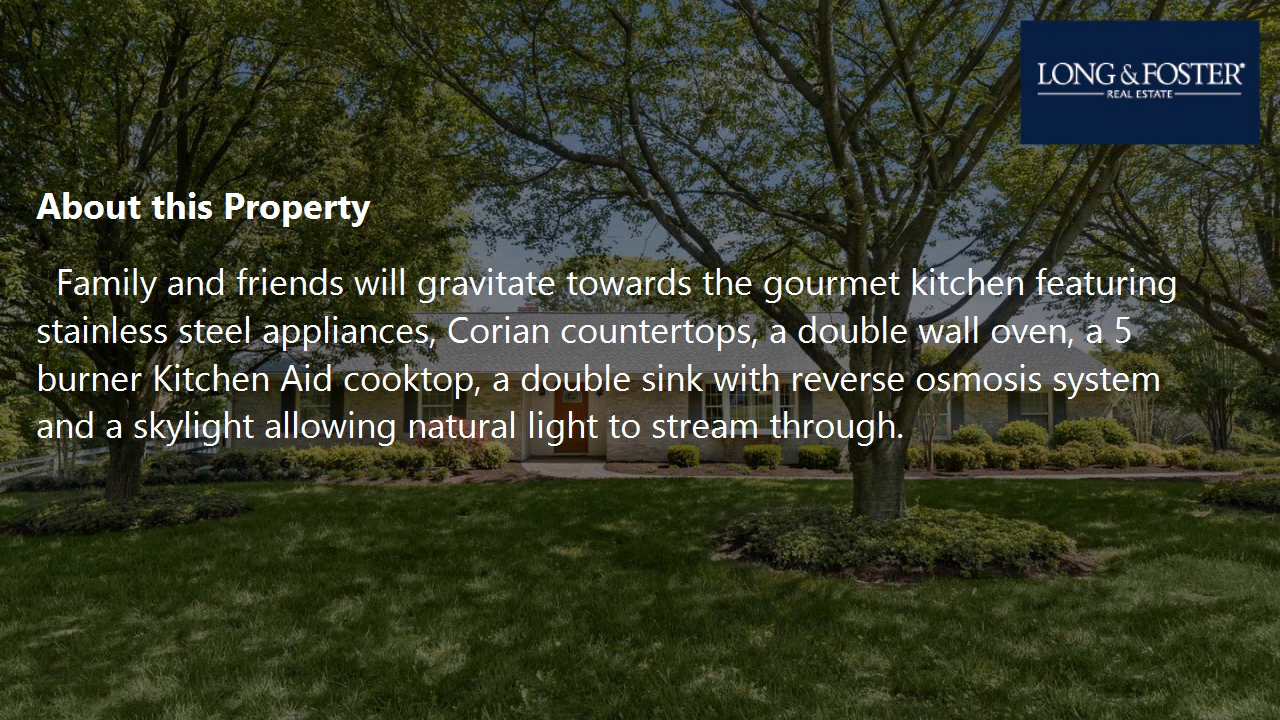 LONG & FOSTER®
REAL ESTATE
About this Property
Family and friends will gravitate towards the gourmet kitchen featuring
stainless steel appliances, Corian countertops, a double wall oven, a 5
burner Kitchen Aid cooktop, a double sink with reverse osmosis system
and a skylight allowing natural light to stream through.